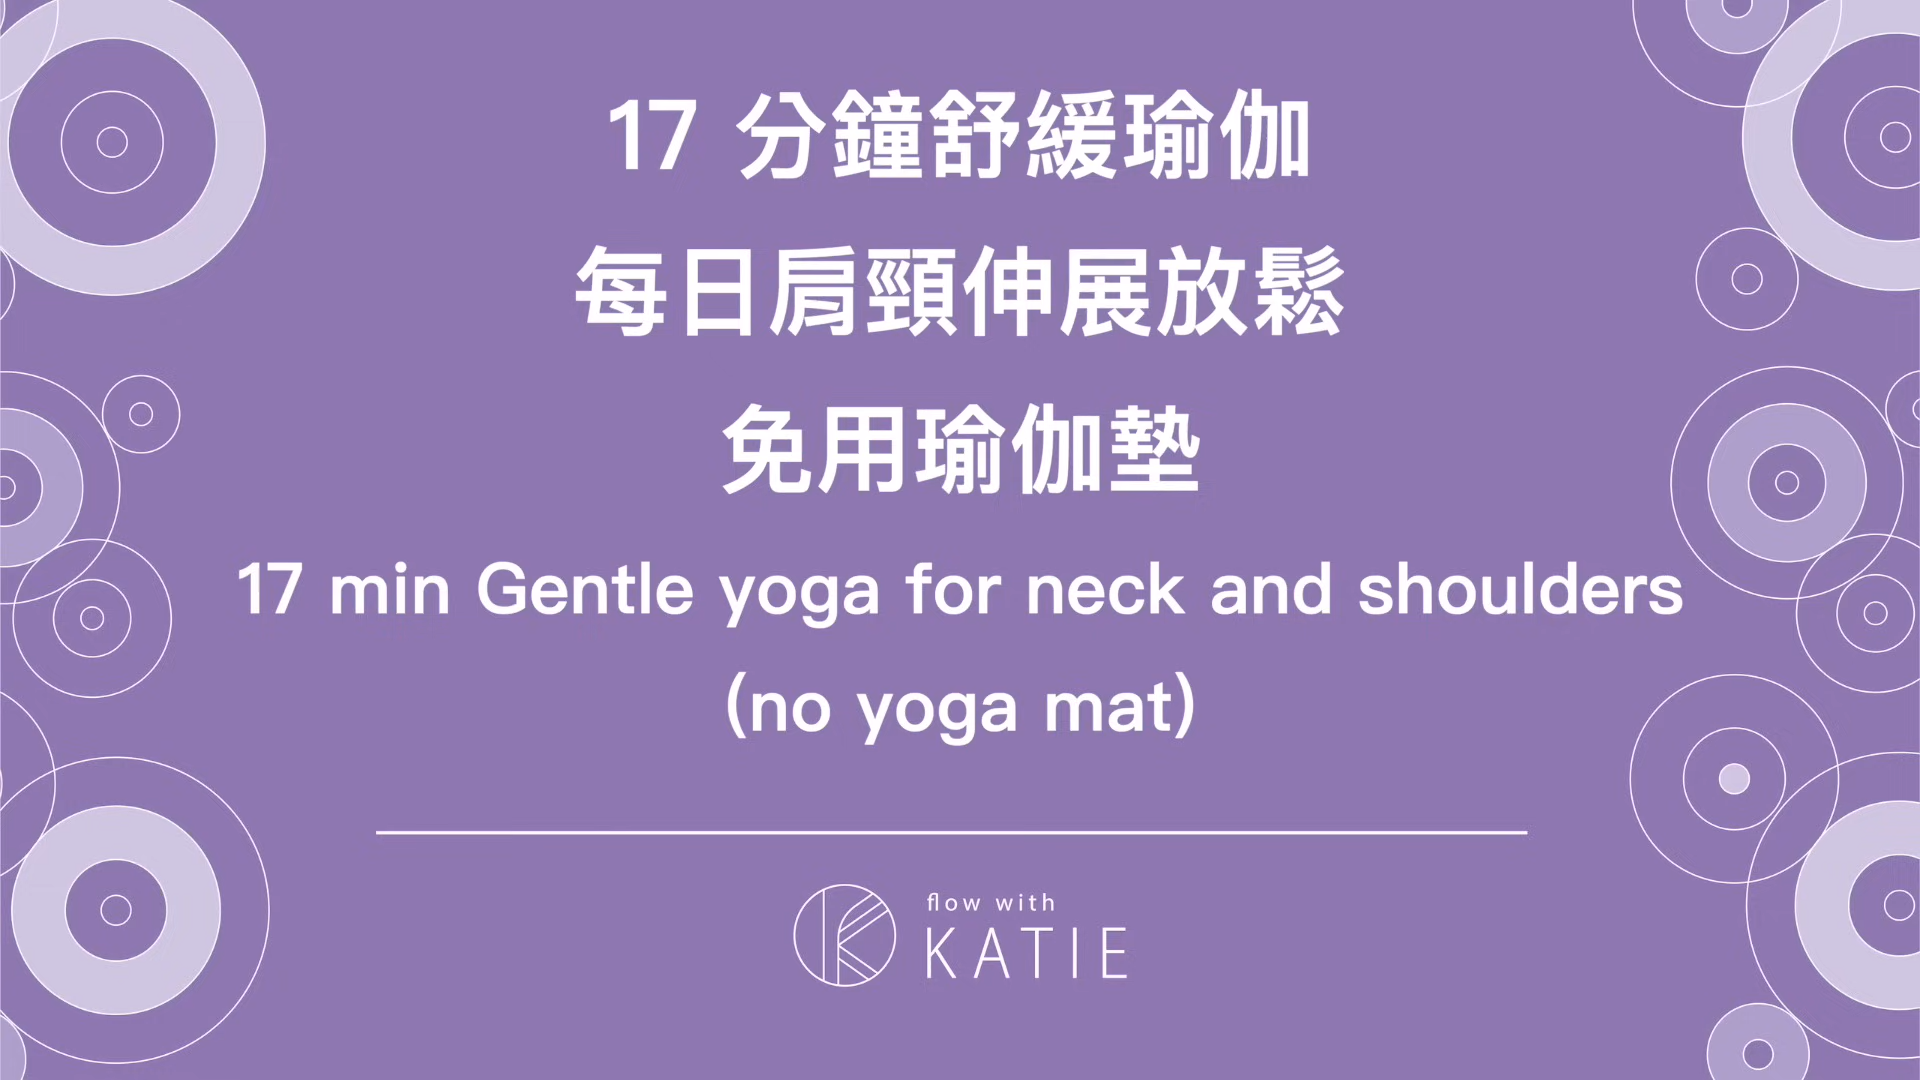 17 分鐘舒緩瑜伽
每日肩頸伸展放鬆
免用瑜伽墊
17 min Gentle yoga for neck and shoulders
(no yoga mat)
flow with
KATIE